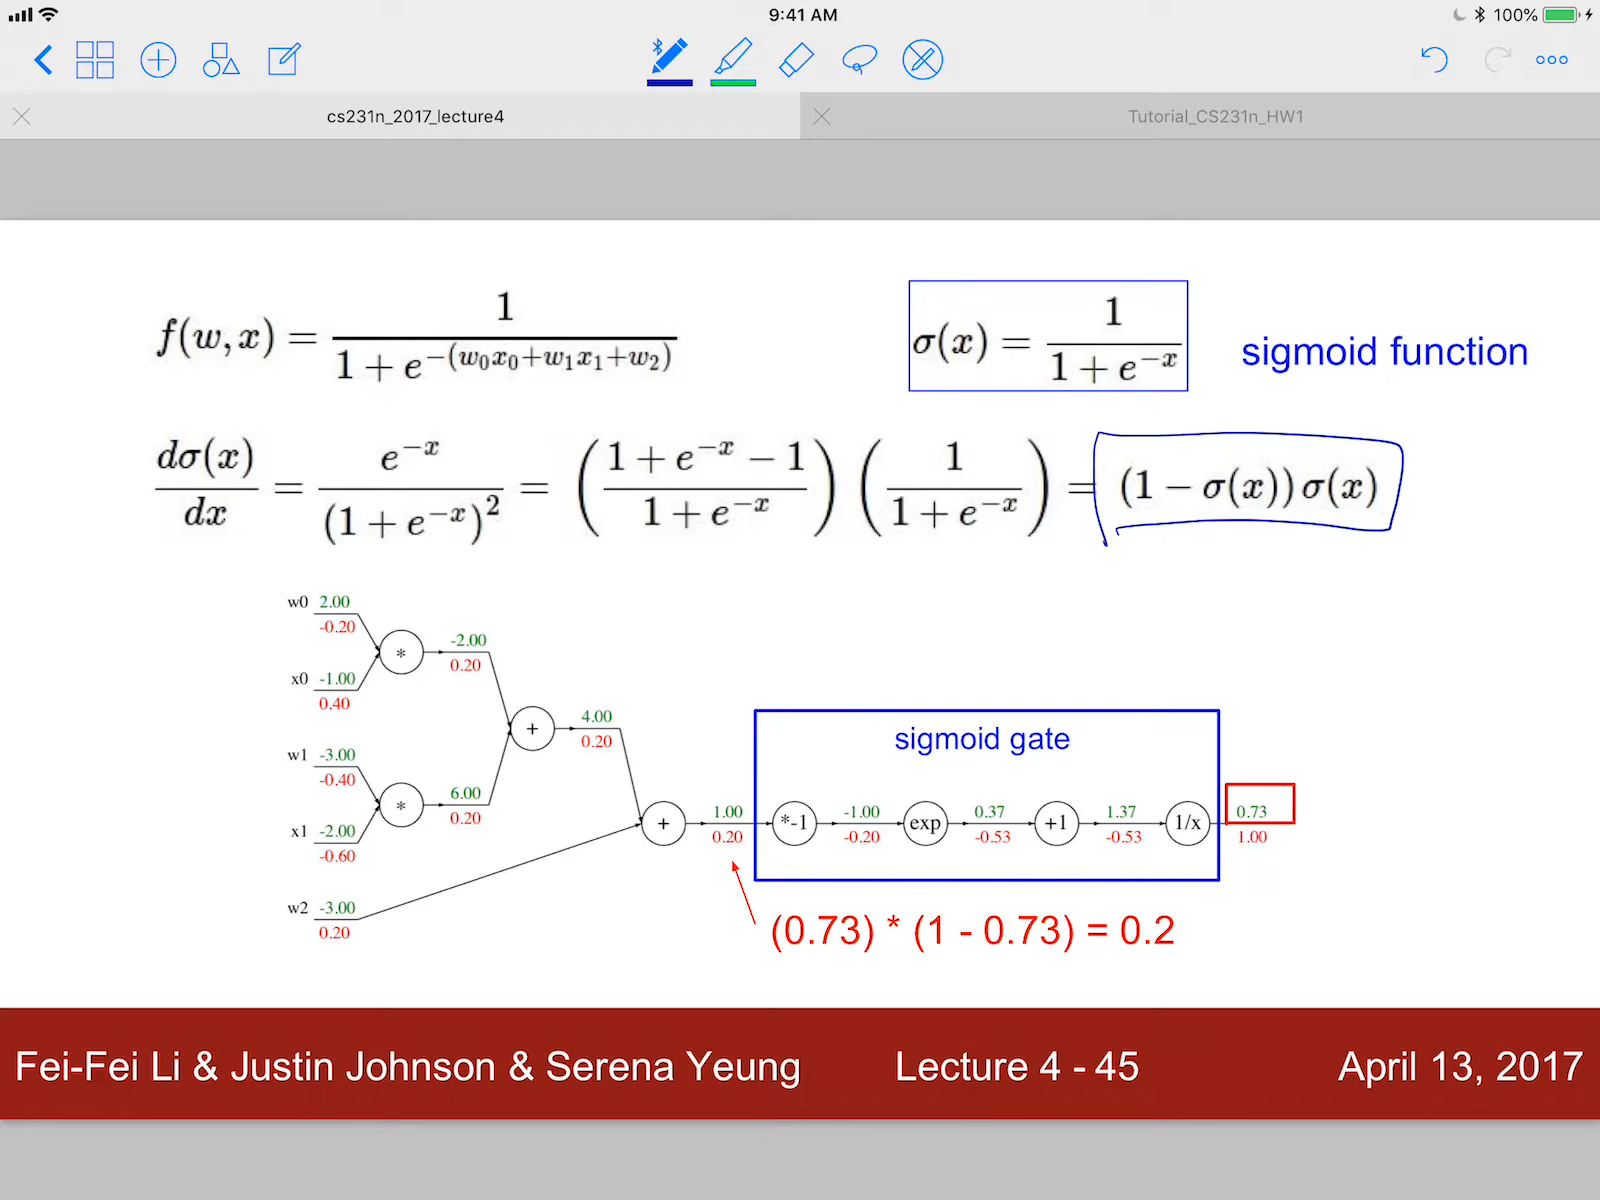 9:41 AM 100%
cs231n_2017_lecture4 Tutorial_CS231n_HW1
f(w,x) = 1 / (1 + e^{-(w_0x_0+w_1x_1+w_2)})
σ(x) = 1 / (1 + e^{-x}) sigmoid function
dσ(x)/dx = e^{-x} / (1 + e^{-x})^2 = ((1 + e^{-x} − 1) / (1 + e^{-x})) (1 / (1 + e^{-x})) = (1 − σ(x)) σ(x)
w0 2.00
-0.20
*
-2.00
0.20
x0 -1.00
0.40
+
4.00
0.20
w1 -3.00
-0.40
*
6.00
0.20
x1 -2.00
-0.60
w2 -3.00
0.20
sigmoid gate
+ 1.00 *-1 -1.00 exp 0.37 +1 1.37 1/x 0.73
0.20 -0.20 -0.53 -0.53 1.00
(0.73) * (1 - 0.73) = 0.2
Fei-Fei Li & Justin Johnson & Serena Yeung Lecture 4 - 45 April 13, 2017